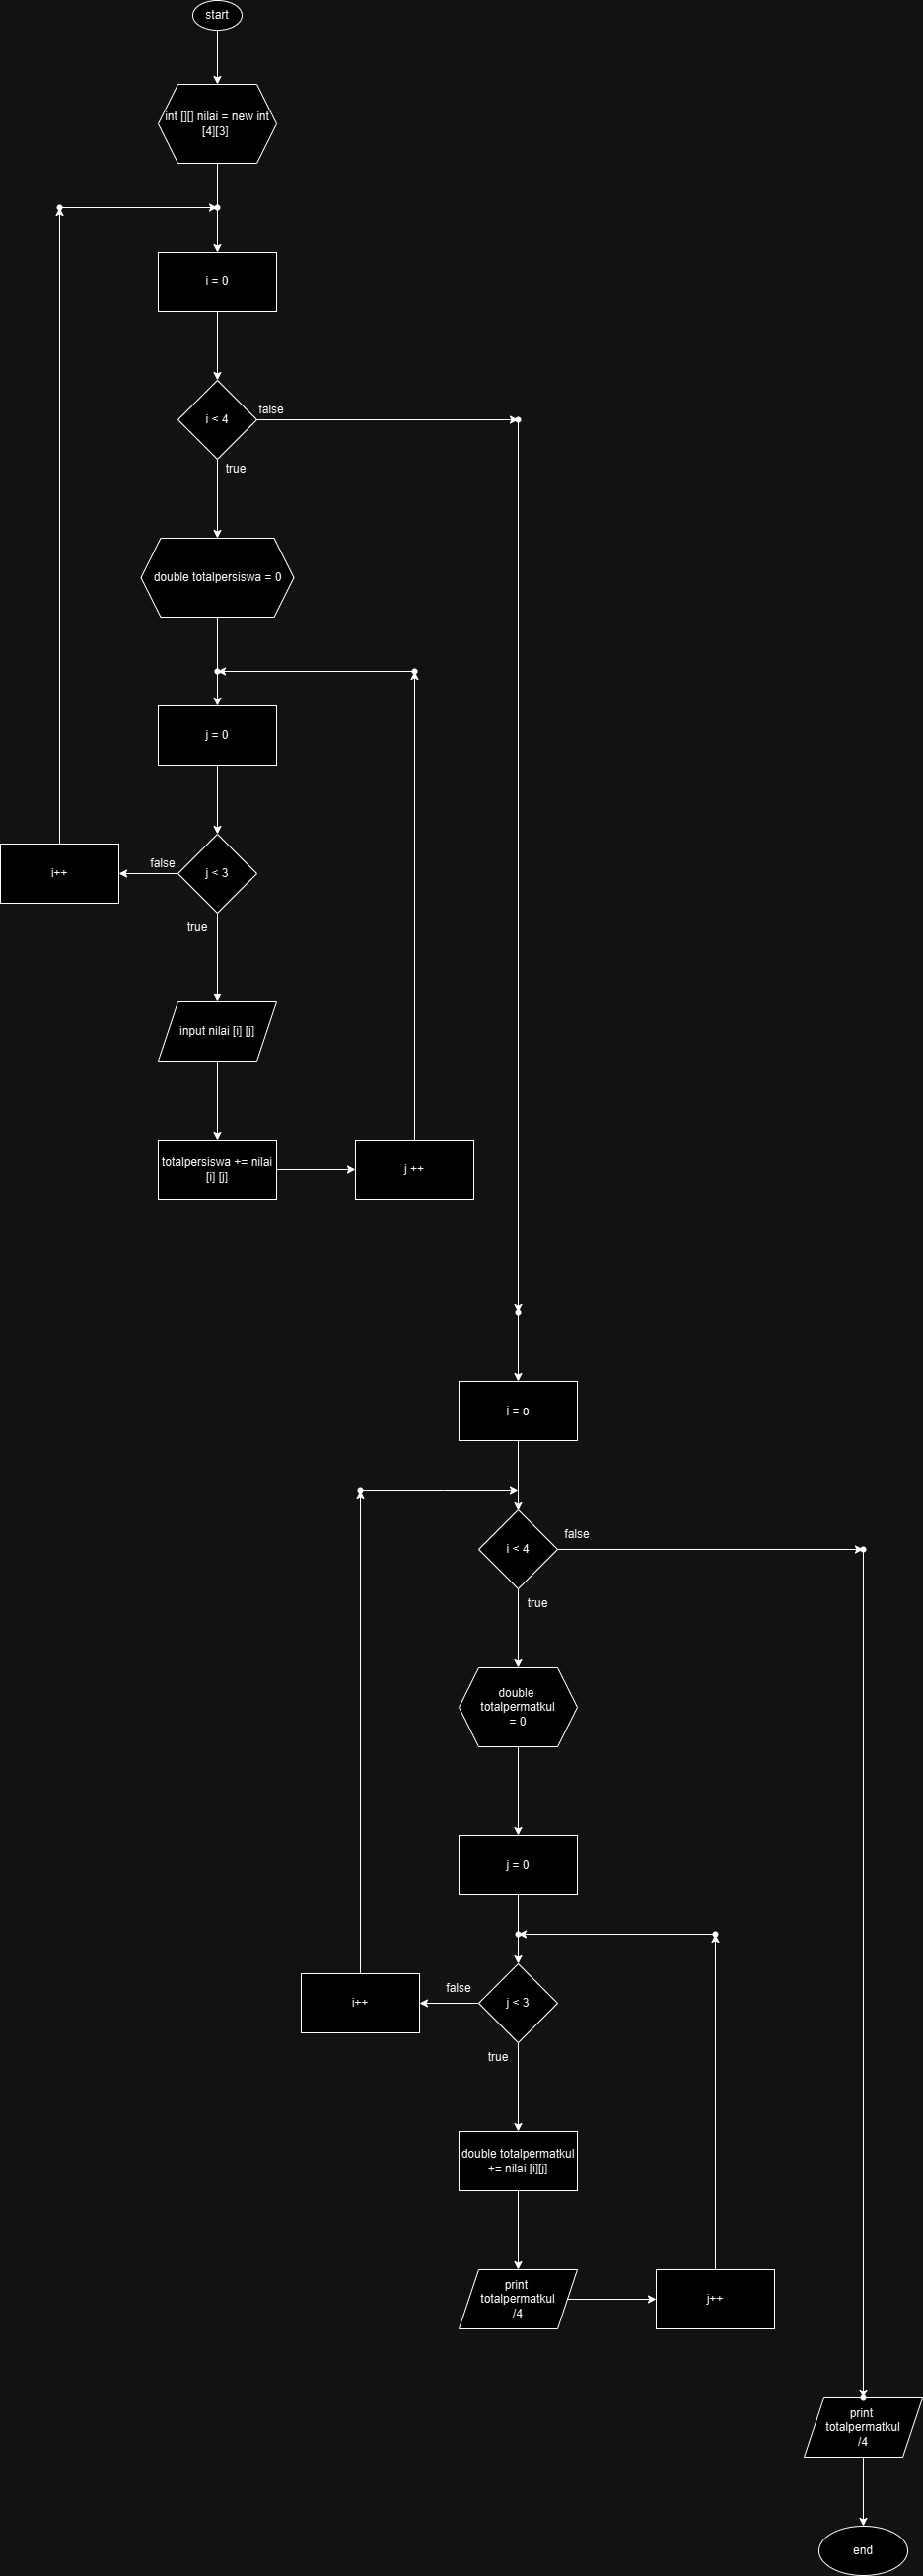 start
int [][] nilai = new int
[4][3]
i = 0
i < 4
false
true
double totalpersiswa = 0
j = 0
j < 3
false
i++
true
input nilai [i] [j]
totalpersiswa += nilai
[i] [j]
j ++
i = o
i < 4
false
true
double
totalpermatkul
= 0
j = 0
j < 3
false
i++
true
double totalpermatkul
+= nilai [i][j]
print
totalpermatkul
/4
j++
print
totalpermatkul
/4
end